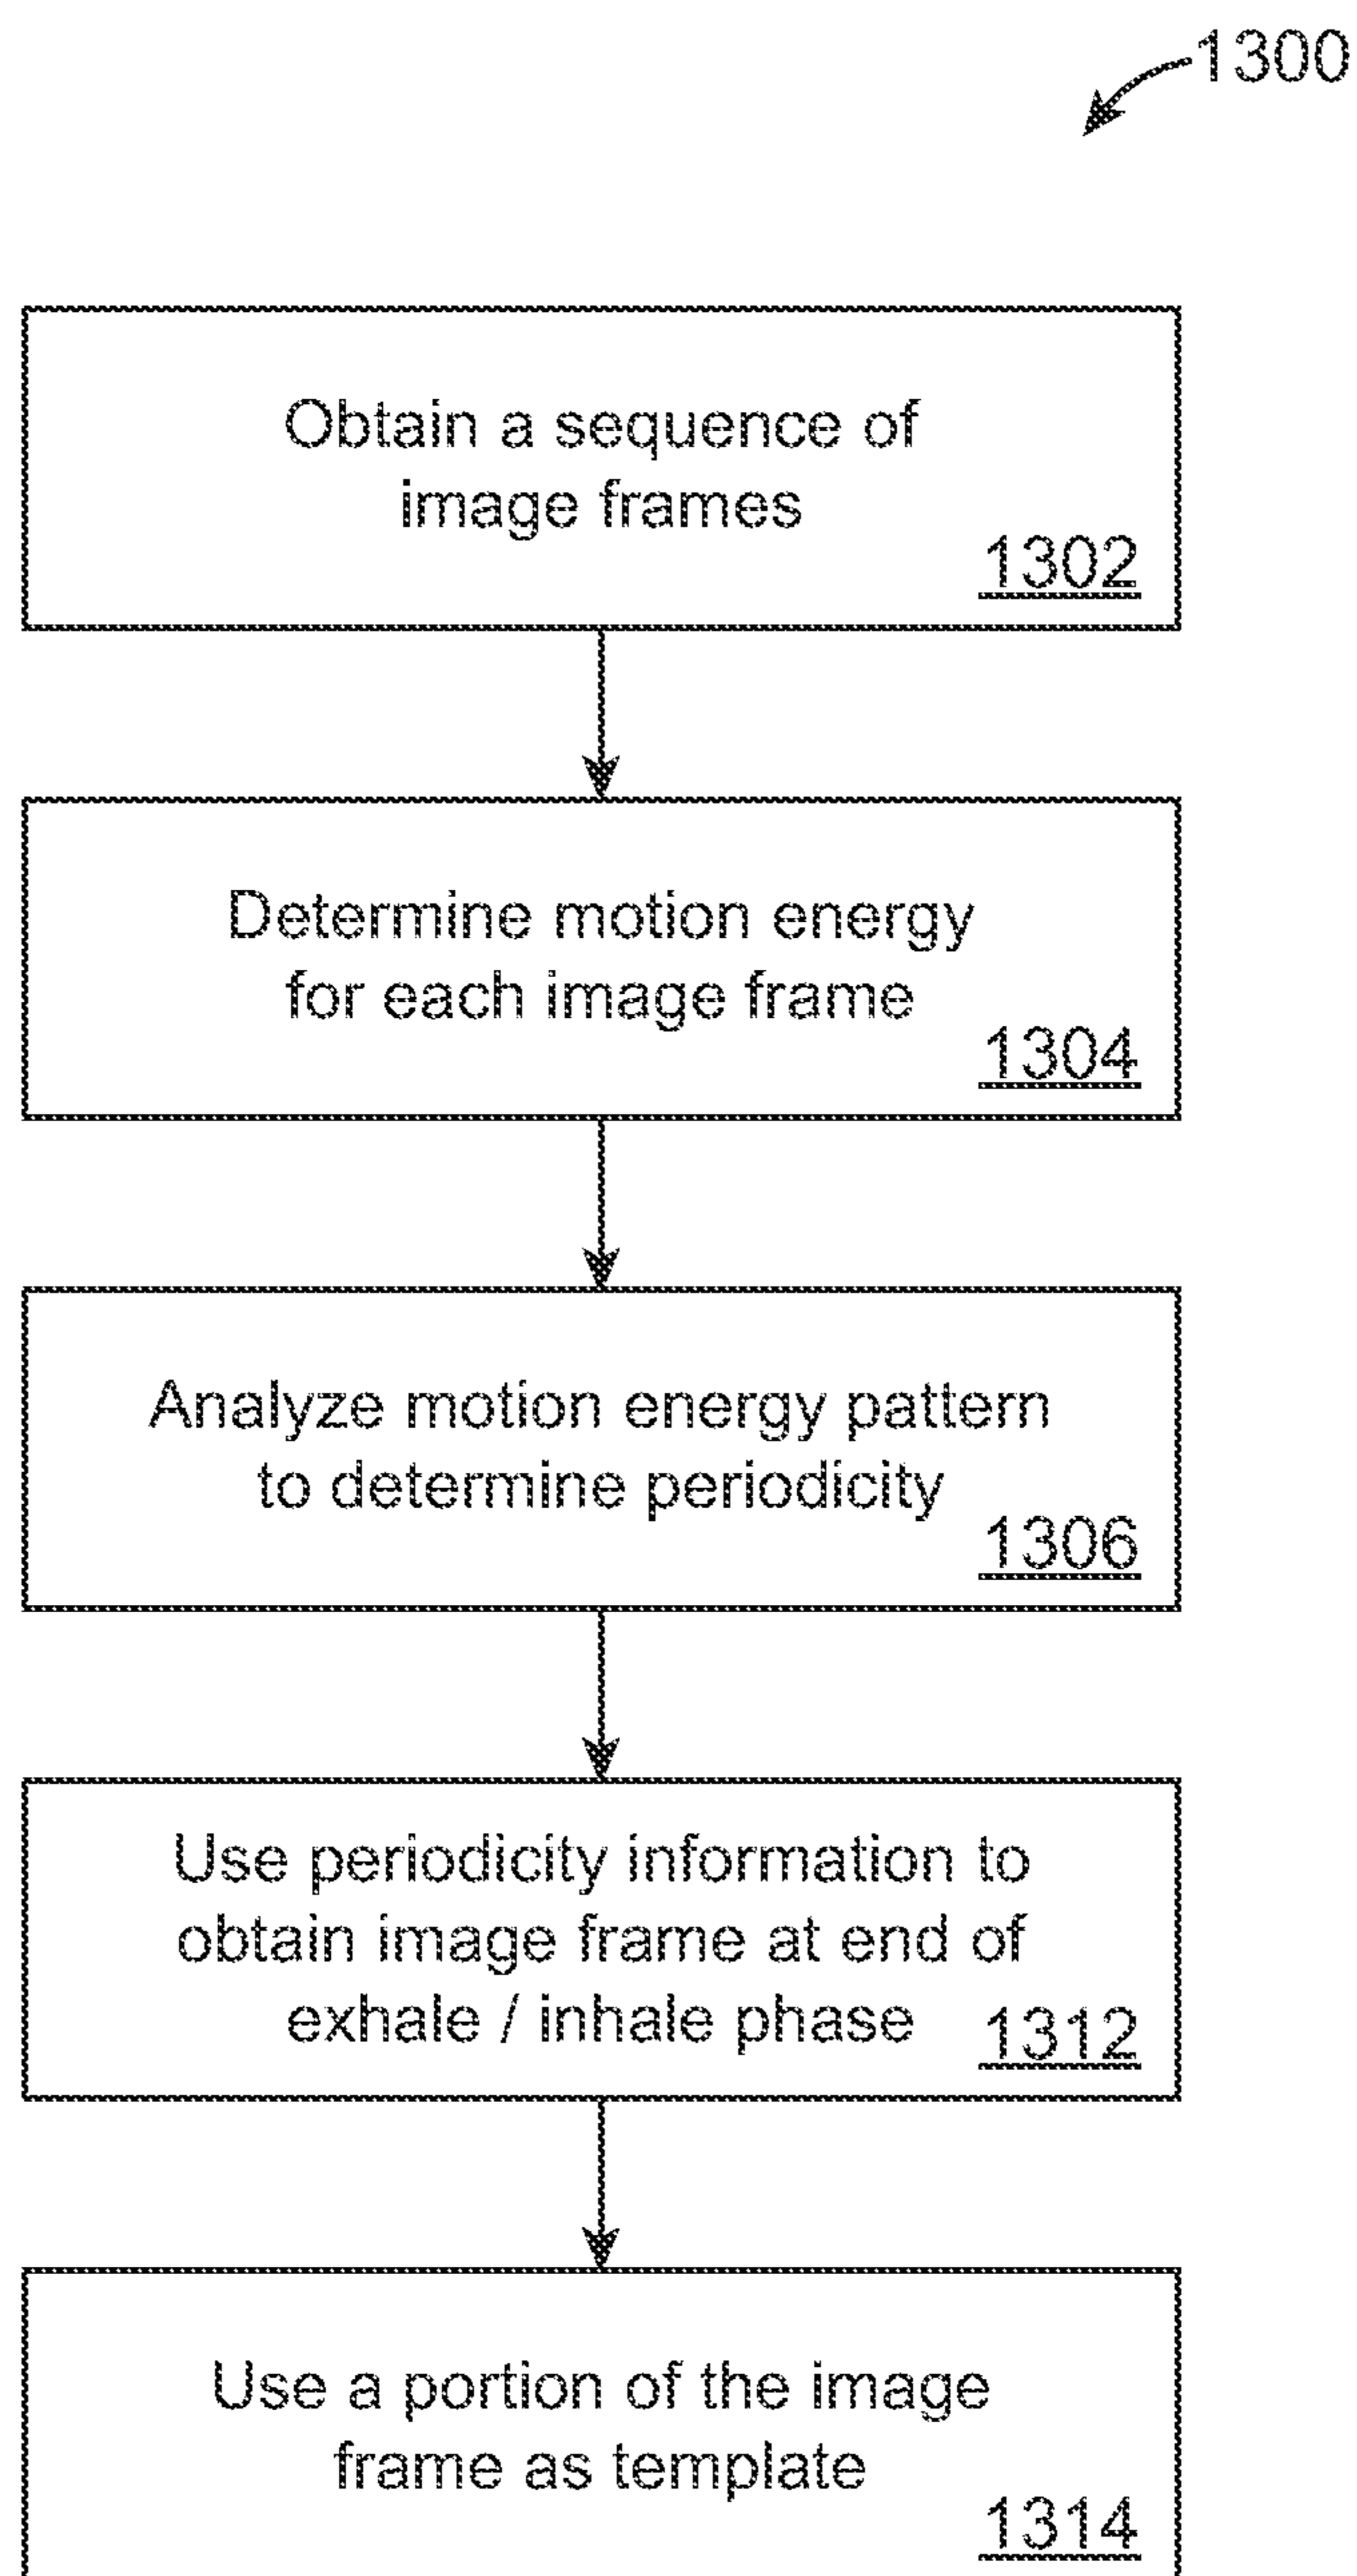 1300
Obtain a sequence of
image frames
1302
Determine motion energy
for each image frame
1304
Analyze motion energy pattern
to determine periodicity
1306
Use periodicity information to
obtain image frame at end of
exhale / inhale phase
1312
Use a portion of the image
frame as template
1314